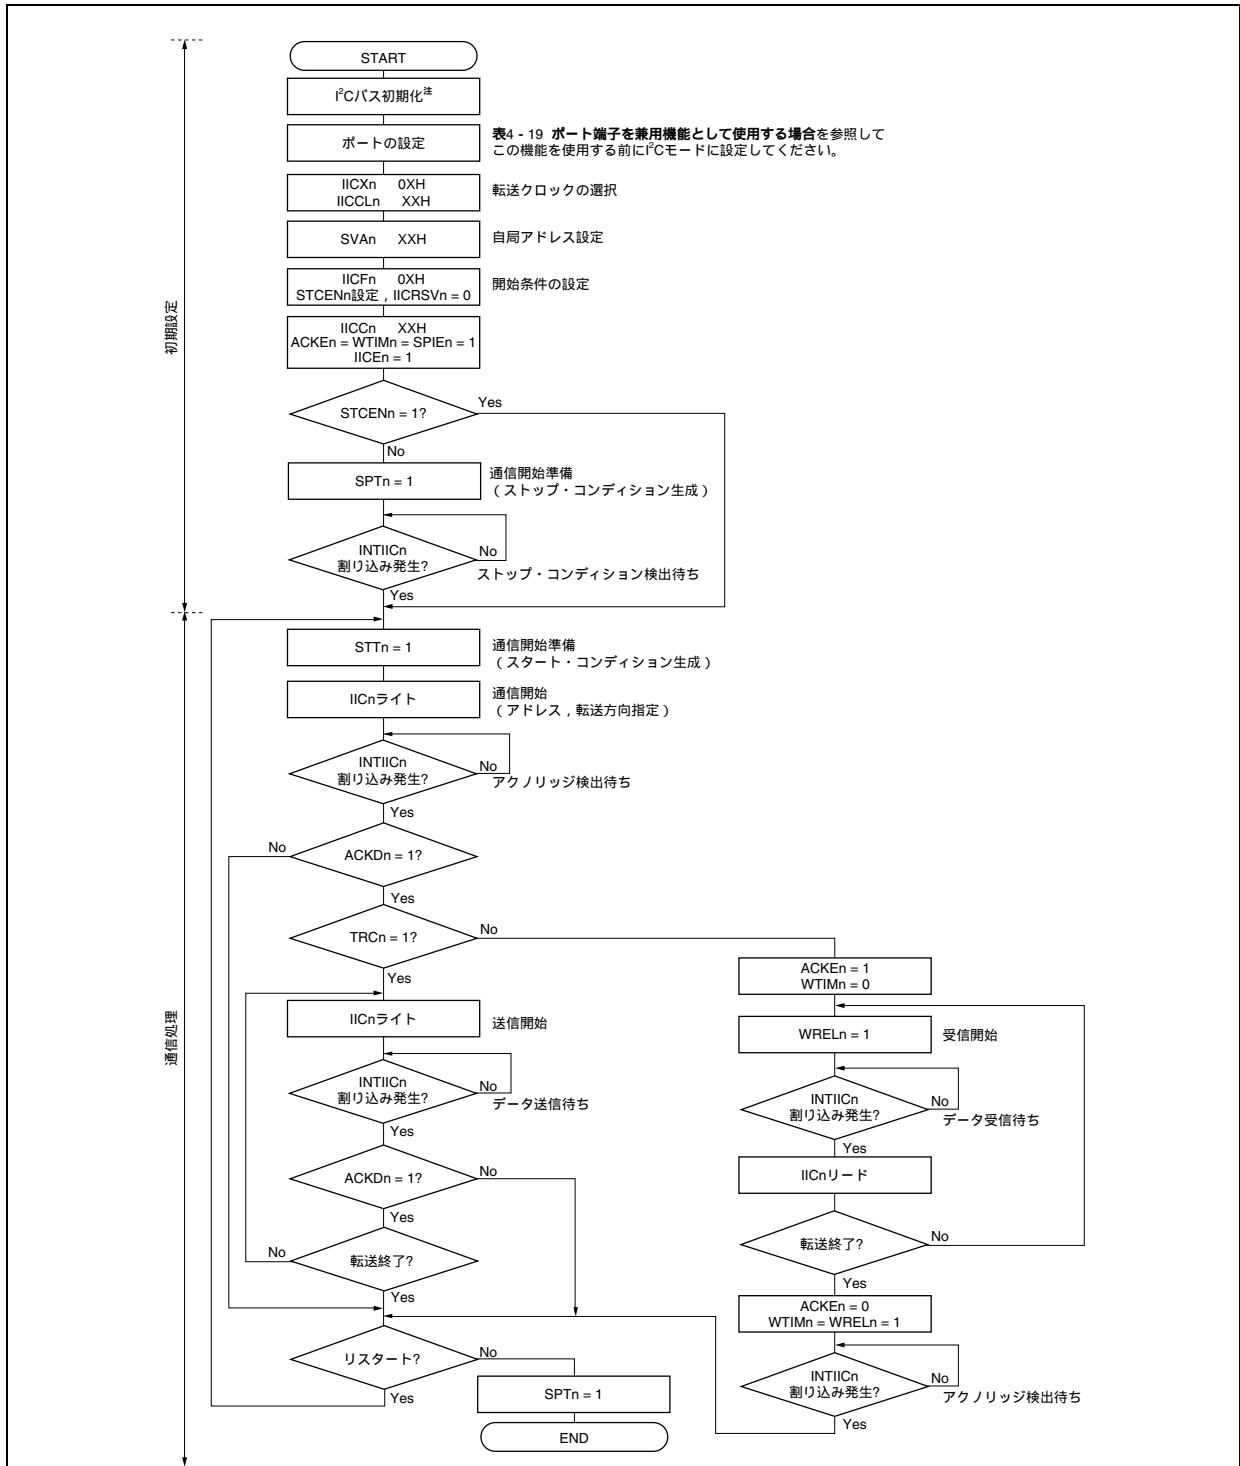 START
I²Cバス初期化注
ポートの設定
表4 - 19 ポート端子を兼用機能として使用する場合を参照して
この機能を使用する前にI²Cモードに設定してください。
IICXn 0XH
IICCLn XXH
転送クロックの選択
SVAn XXH
自局アドレス設定
IICFn 0XH
STCENn設定 , IICRSVn = 0
開始条件の設定
IICCn XXH
ACKEn = WTIMn = SPIEn = 1
IICEn = 1
初期設定
STCENn = 1?
Yes
No
SPTn = 1
通信開始準備
(ストップ・コンディション生成)
INTIICn
割り込み発生?
No
ストップ・コンディション検出待ち
Yes
STTn = 1
通信開始準備
(スタート・コンディション生成)
IICnライト
通信開始
(アドレス , 転送方向指定)
INTIICn
割り込み発生?
No
アクノリッジ検出待ち
Yes
No
ACKDn = 1?
Yes
TRCn = 1?
No
Yes
通信処理
IICnライト
送信開始
INTIICn
割り込み発生?
No
データ送信待ち
Yes
ACKDn = 1?
No
Yes
No
転送終了?
Yes
リスタート?
No
Yes
SPTn = 1
END
ACKEn = 1
WTIMn = 0
WRELn = 1
受信開始
INTIICn
割り込み発生?
No
データ受信待ち
Yes
IICnリード
転送終了?
No
Yes
ACKEn = 0
WTIMn = WRELn = 1
INTIICn
割り込み発生?
No
アクノリッジ検出待ち
Yes